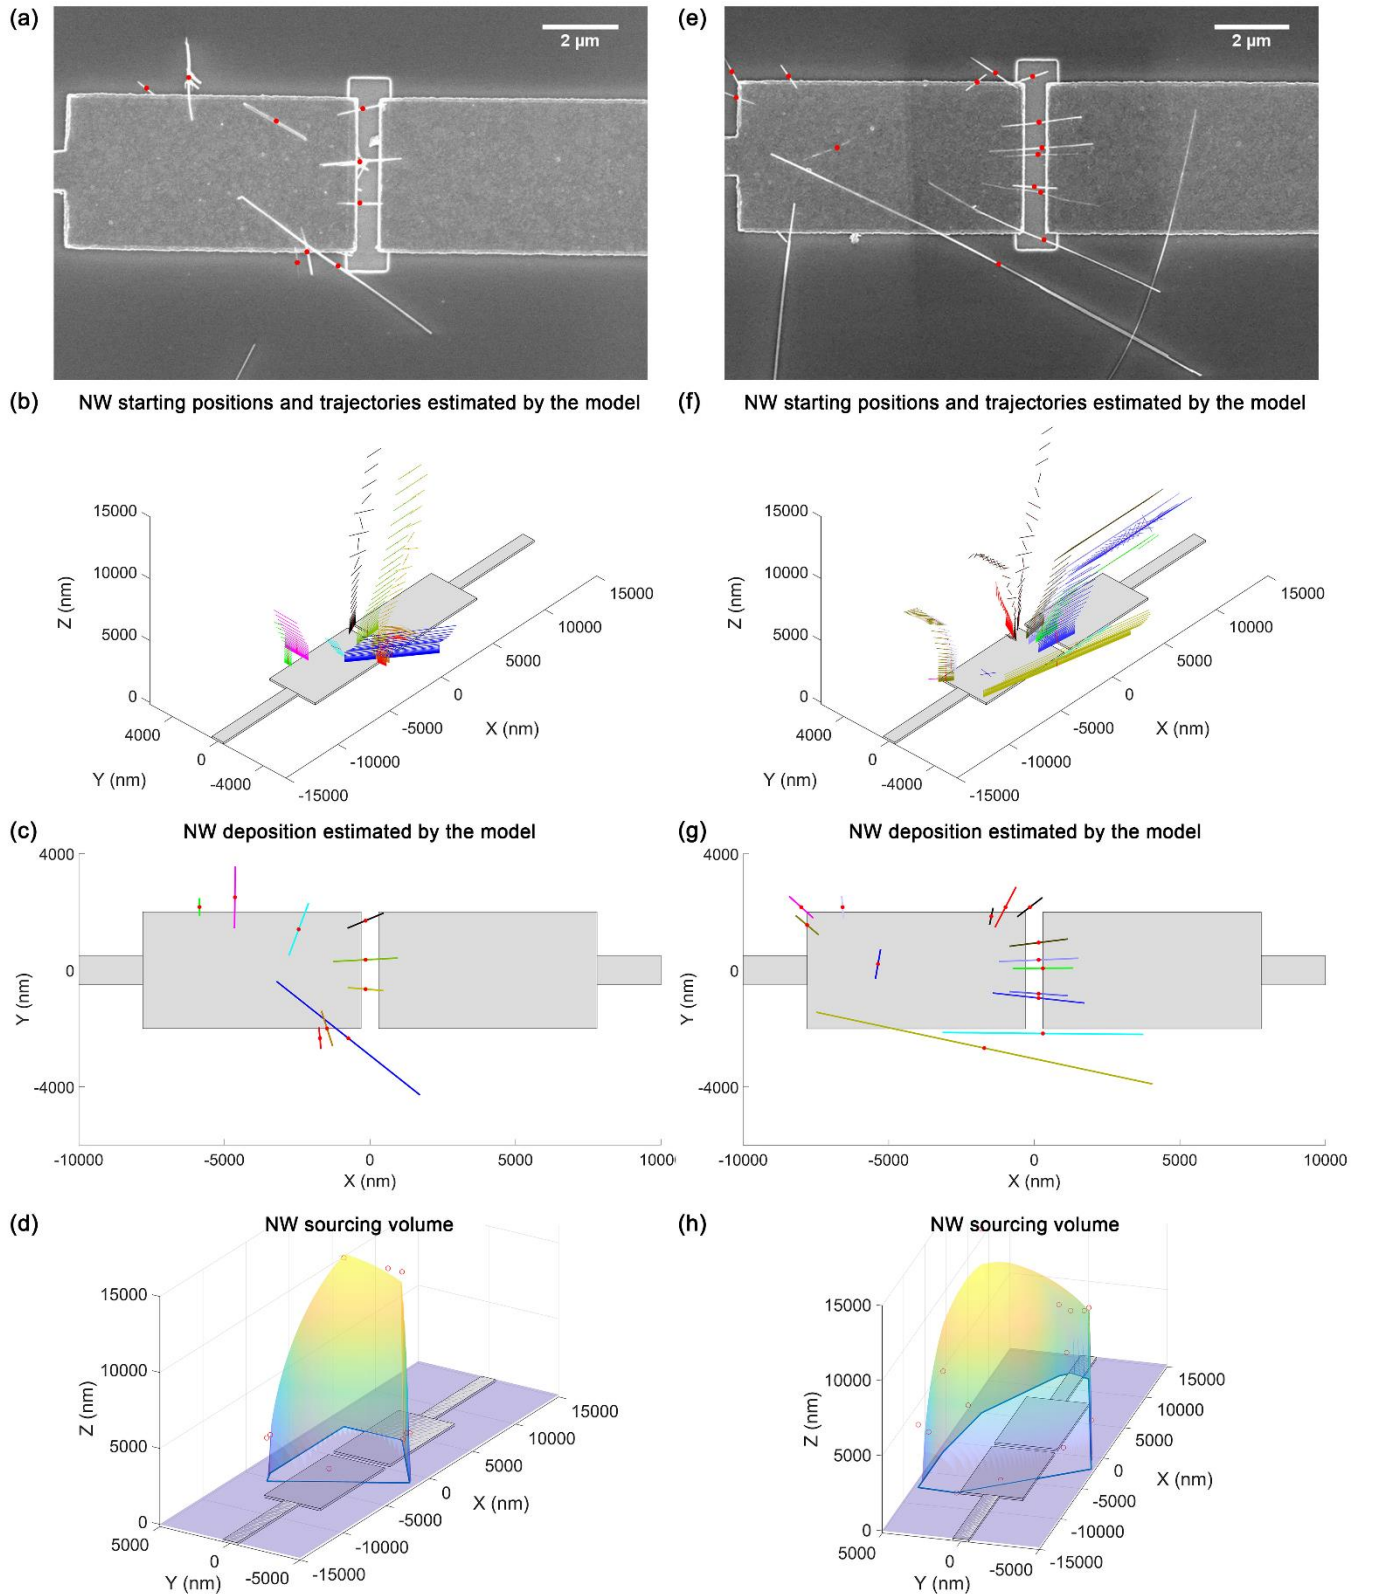 (a)
2 µm
(e)
2 µm
(b) NW starting positions and trajectories estimated by the model
15000
10000
5000
0
Z (nm)
4000
0
-4000
Y (nm)
15000
10000
5000
0
-5000
-10000
-15000
X (nm)
(f) NW starting positions and trajectories estimated by the model
15000
10000
5000
0
Z (nm)
4000
0
-4000
Y (nm)
15000
10000
5000
0
-5000
-10000
-15000
X (nm)
(c) NW deposition estimated by the model
4000
0
-4000
Y (nm)
-10000 -5000 0 5000 1000
X (nm)
(g) NW deposition estimated by the model
4000
0
-4000
Y (nm)
-10000 -5000 0 5000 10000
X (nm)
(d) NW sourcing volume
15000
10000
5000
0
Z (nm)
5000
0
-5000
Y (nm)
15000
10000
5000
0
-5000
-10000
-15000
X (nm)
(h) NW sourcing volume
15000
10000
5000
0
Z (nm)
5000
0
-5000
Y (nm)
15000
10000
5000
0
-5000
-10000
-15000
X (nm)